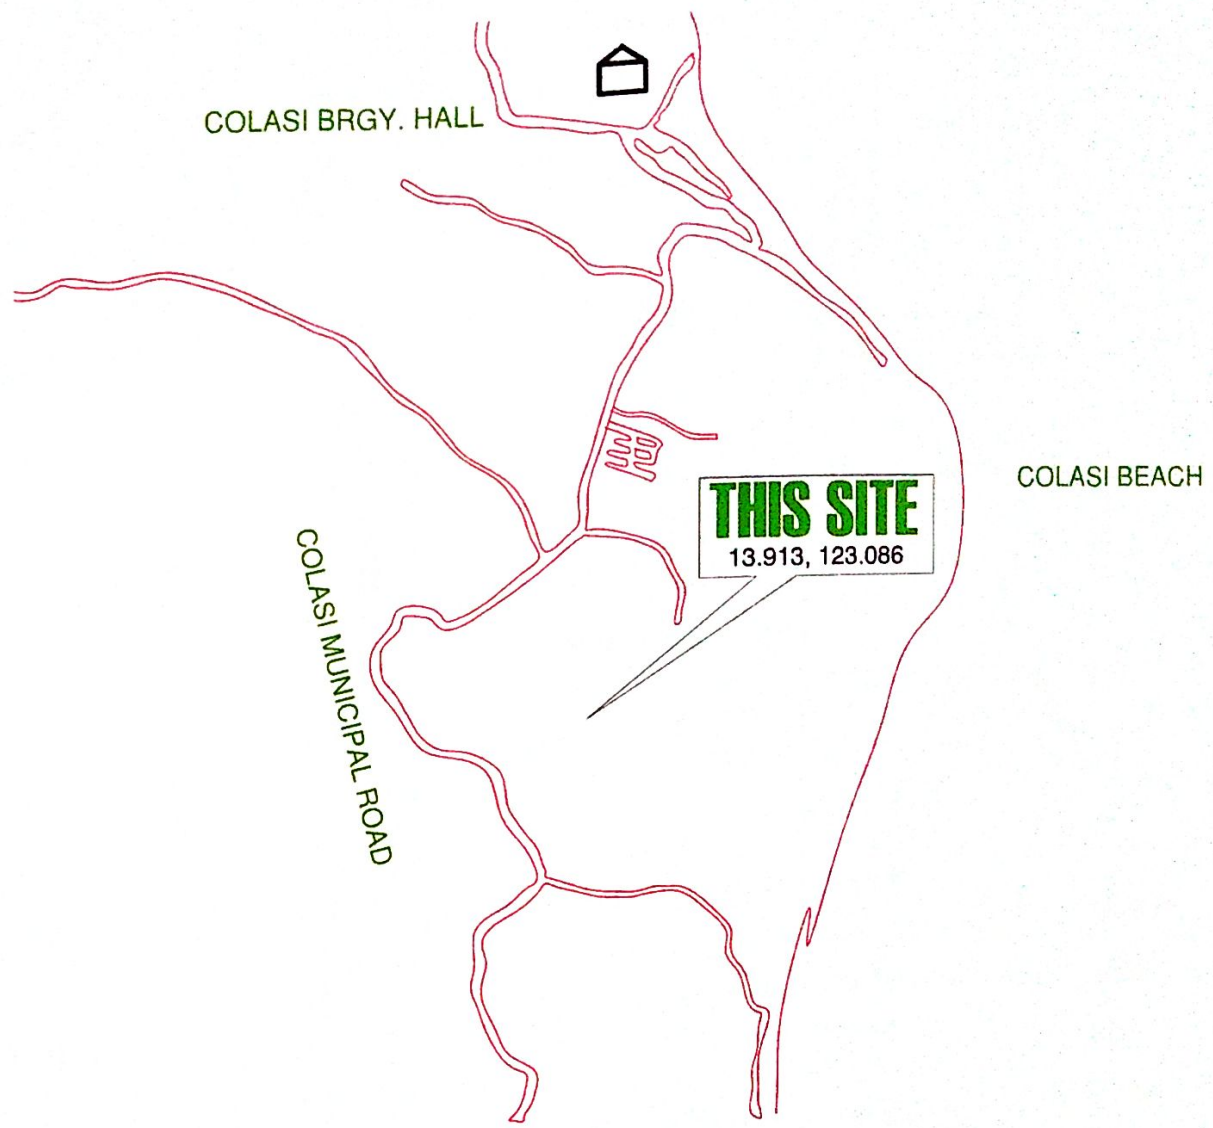 COLASI BRGY. HALL
COLASI BEACH
THIS SITE
13.913, 123.086
COLASI MUNICIPAL ROAD